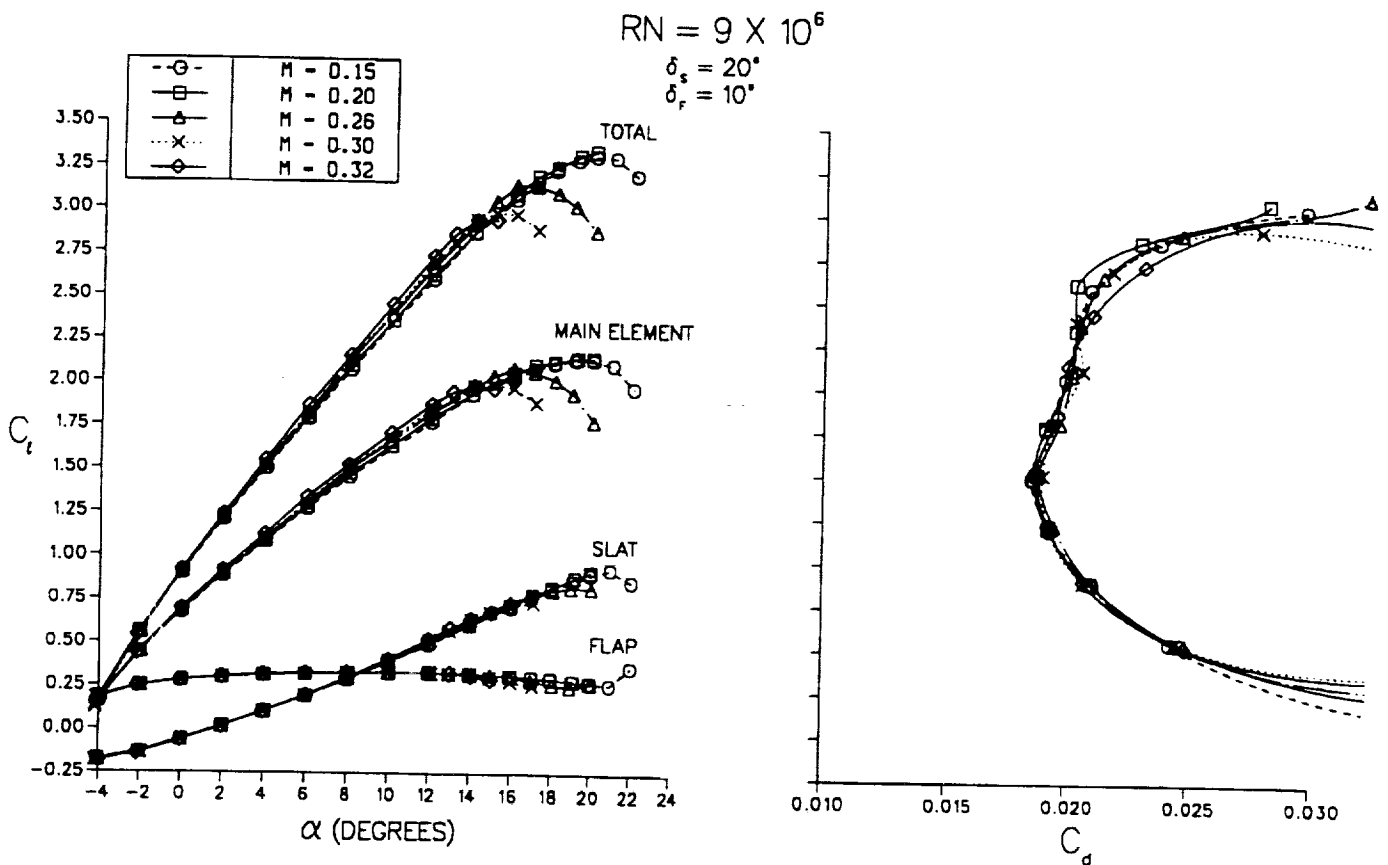 RN = 9 X 10⁶
δₛ = 20°
δ_F = 10°
M - 0.15
M - 0.20
M - 0.26
M - 0.30
M - 0.32
3.50
3.25
3.00
2.75
2.50
2.25
2.00
1.75
1.50
1.25
1.00
0.75
0.50
0.25
0.00
-0.25
C_l
TOTAL
MAIN ELEMENT
SLAT
FLAP
-4 -2 0 2 4 6 8 10 12 14 16 18 20 22 24
α (DEGREES)
0.010 0.015 0.020 0.025 0.030
C_d